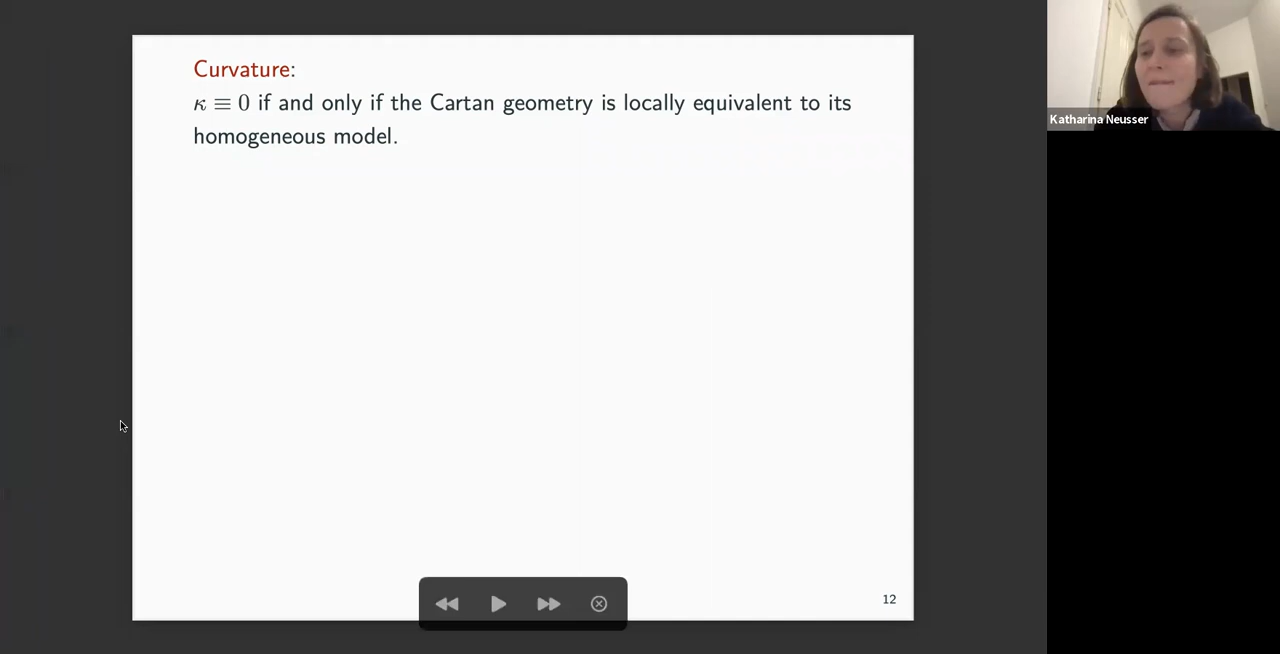 Curvature:
κ ≡ 0 if and only if the Cartan geometry is locally equivalent to its
homogeneous model.
12
Katharina Neusser